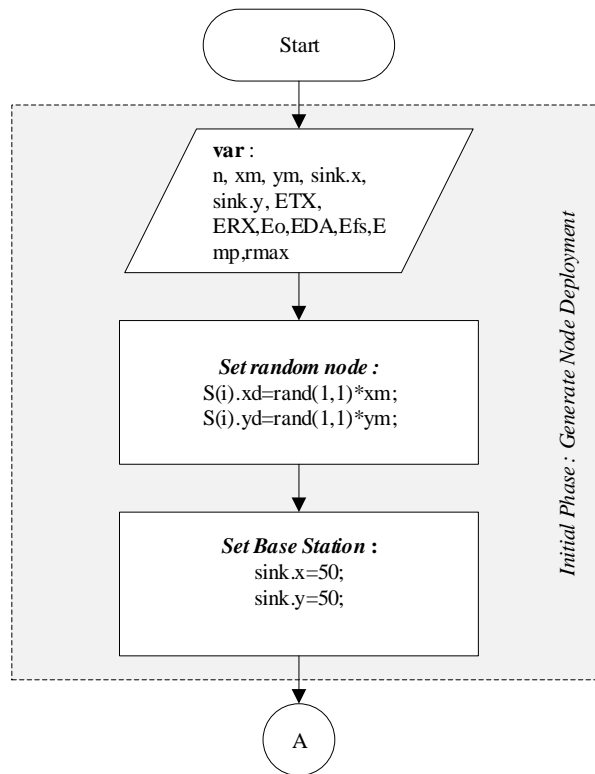 Start
var :
n, xm, ym, sink.x,
sink.y, ETX,
ERX,Eo,EDA,Efs,E
mp,rmax
Set random node :
S(i).xd=rand(1,1)*xm;
S(i).yd=rand(1,1)*ym;
Set Base Station :
sink.x=50;
sink.y=50;
Initial Phase : Generate Node Deployment
A